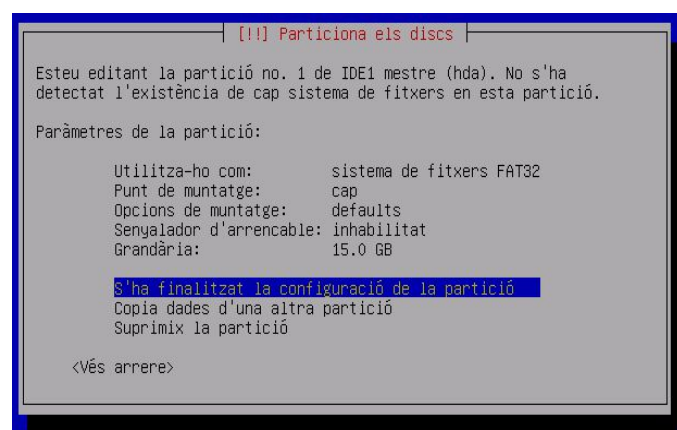 [!!] Particiona els discs
Esteu editant la partició no. 1 de IDE1 mestre (hda). No s'ha
detectat l'existència de cap sistema de fitxers en esta partició.
Paràmetres de la partició:
Utilitza-ho com: sistema de fitxers FAT32
Punt de muntatge: cap
Opcions de muntatge: defaults
Senyalador d'arrencable: inhabilitat
Grandària: 15.0 GB
S'ha finalitzat la configuració de la partició
Copia dades d'una altra partició
Suprimix la partició
<Vés arrere>